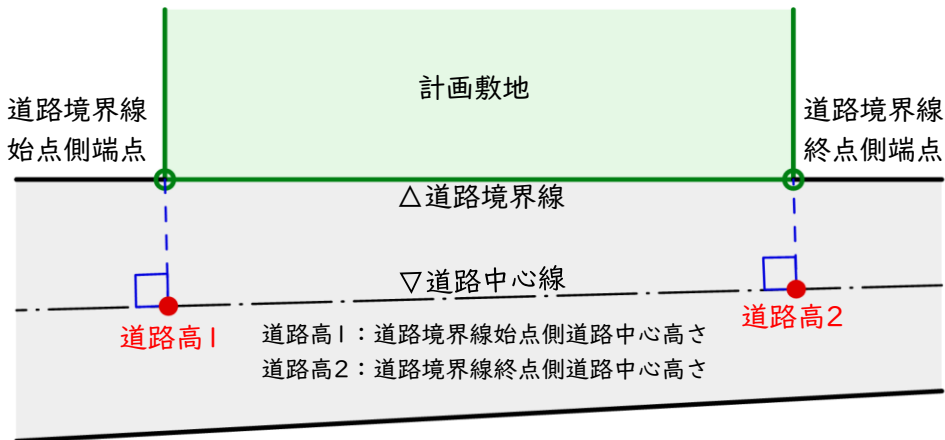 計画敷地
道路境界線
始点側端点
道路境界線
終点側端点
△道路境界線
▽道路中心線
道路高1
道路高2
道路高1：道路境界線始点側道路中心高さ
道路高2：道路境界線終点側道路中心高さ